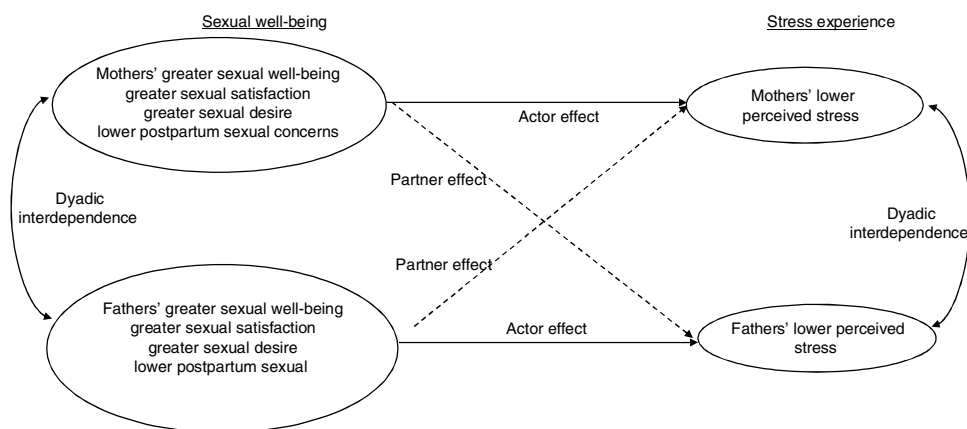 Sexual well-being
Stress experience
Mothers' greater sexual well-being
greater sexual satisfaction
greater sexual desire
lower postpartum sexual concerns
Actor effect
Mothers' lower
perceived stress
Partner effect
Dyadic
interdependence
Dyadic
interdependence
Partner effect
Fathers' greater sexual well-being
greater sexual satisfaction
greater sexual desire
lower postpartum sexual
Actor effect
Fathers' lower perceived
stress